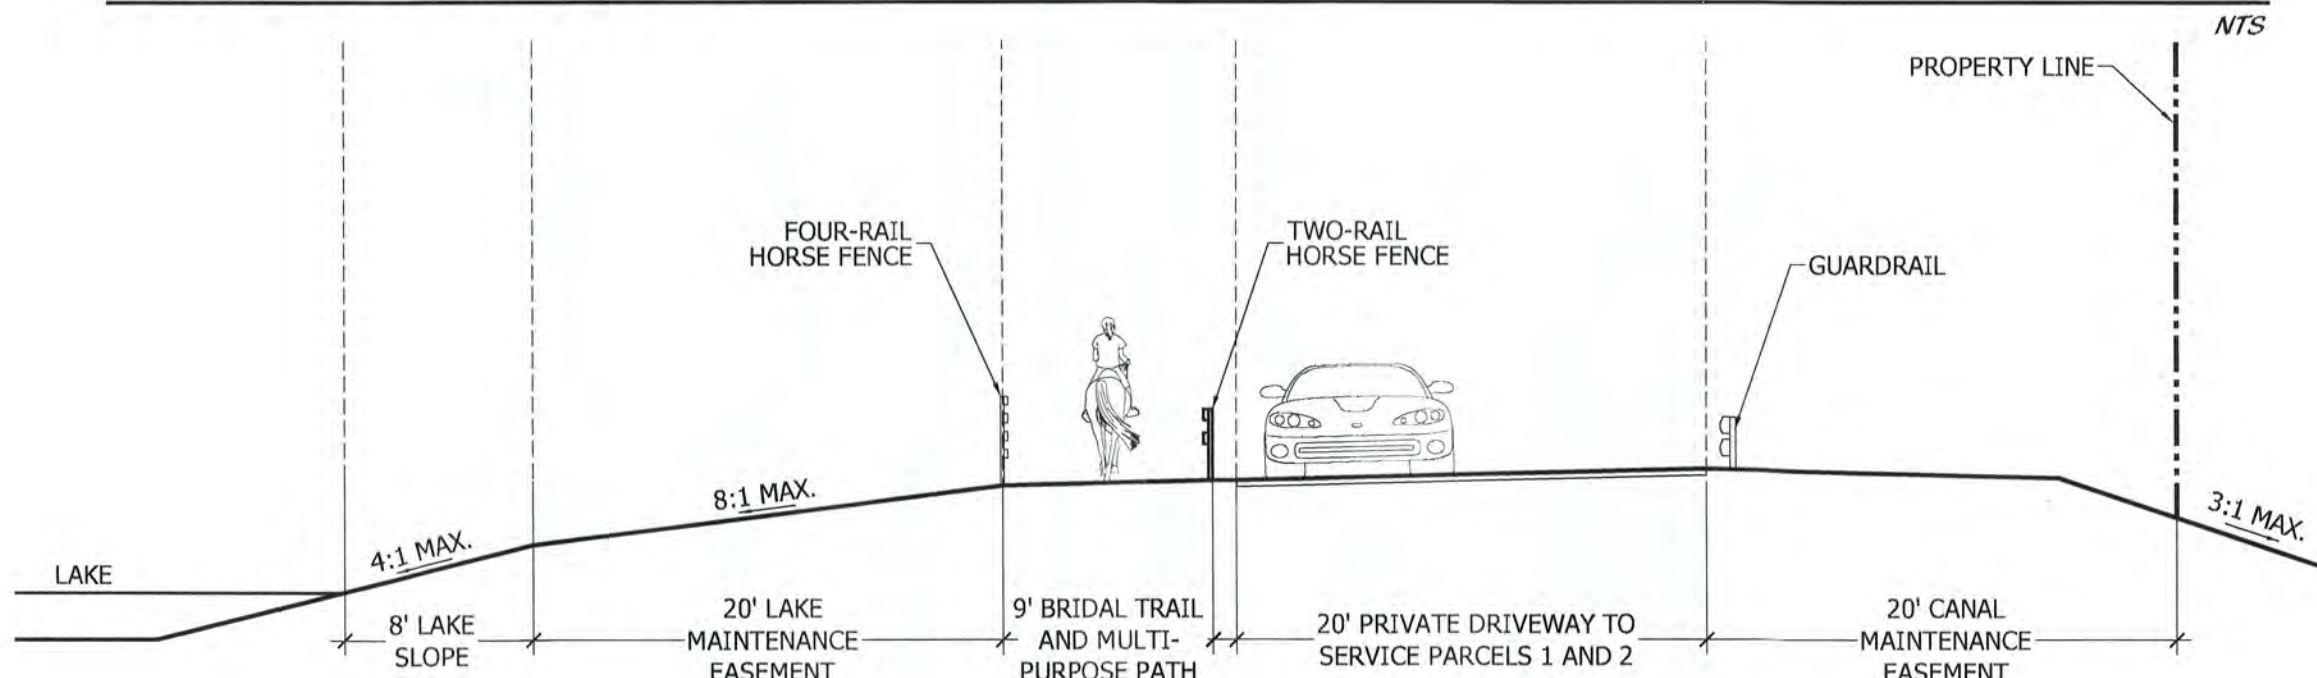 NTS
PROPERTY LINE
FOUR-RAIL
HORSE FENCE
TWO-RAIL
HORSE FENCE
GUARDRAIL
8:1 MAX.
4:1 MAX.
3:1 MAX.
LAKE
8' LAKE
SLOPE
20' LAKE
MAINTENANCE
EASEMENT
9' BRIDAL TRAIL
AND MULTI-
PURPOSE PATH
20' PRIVATE DRIVEWAY TO
SERVICE PARCELS 1 AND 2
20' CANAL
MAINTENANCE
EASEMENT